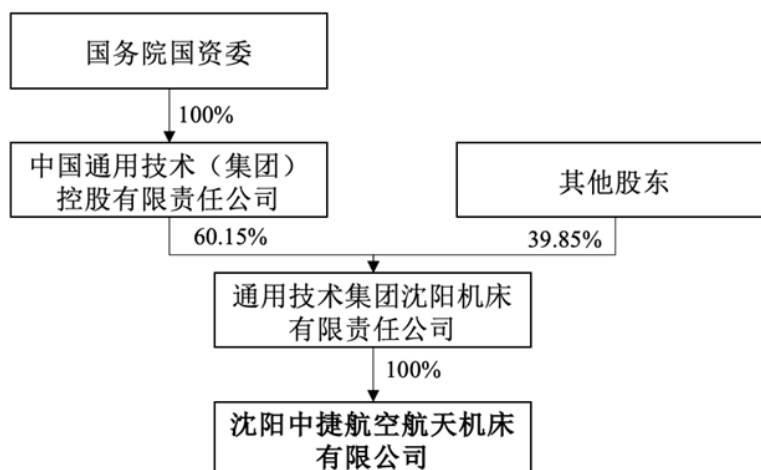 国务院国资委
100%
中国通用技术（集团）
控股有限责任公司
其他股东
60.15%
39.85%
通用技术集团沈阳机床
有限责任公司
100%
沈阳中捷航空航天机床
有限公司